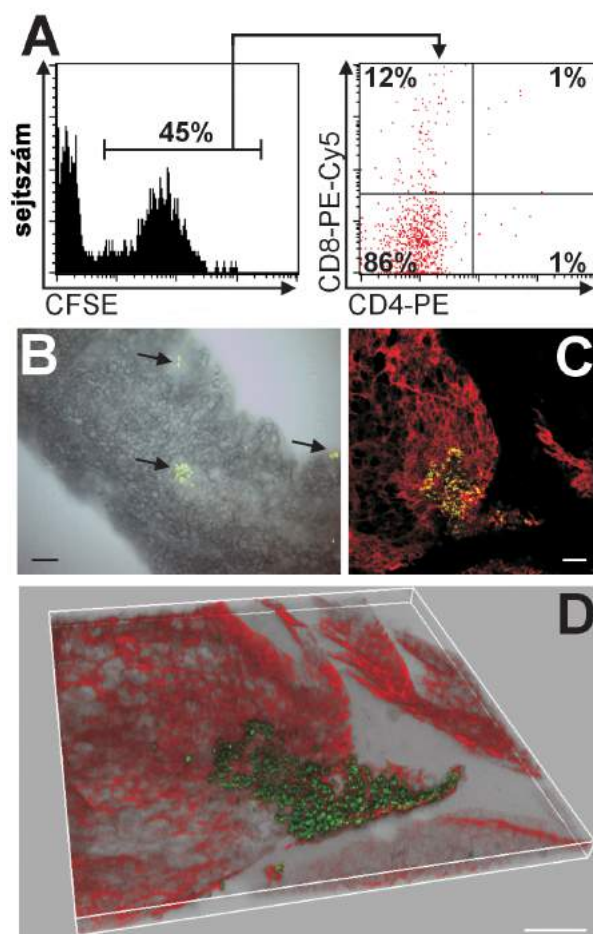 A
45%
sejtszám
CFSE
12%
1%
CD8-PE-Cy5
86%
1%
CD4-PE
B
C
D